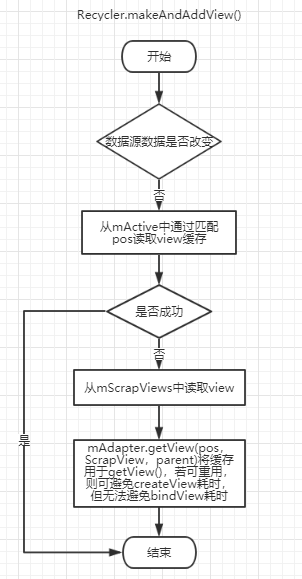 Recycler.makeAndAddView()
开始
数据源数据是否改变
否
从mActive中通过匹配
pos读取view缓存
是否成功
否
从mScrapViews中读取view
是
mAdapter.getView(pos,
ScrapView，parent)将缓存
用于getView()，若可重用，
则可避免createView耗时，
但无法避免bindView耗时
结束